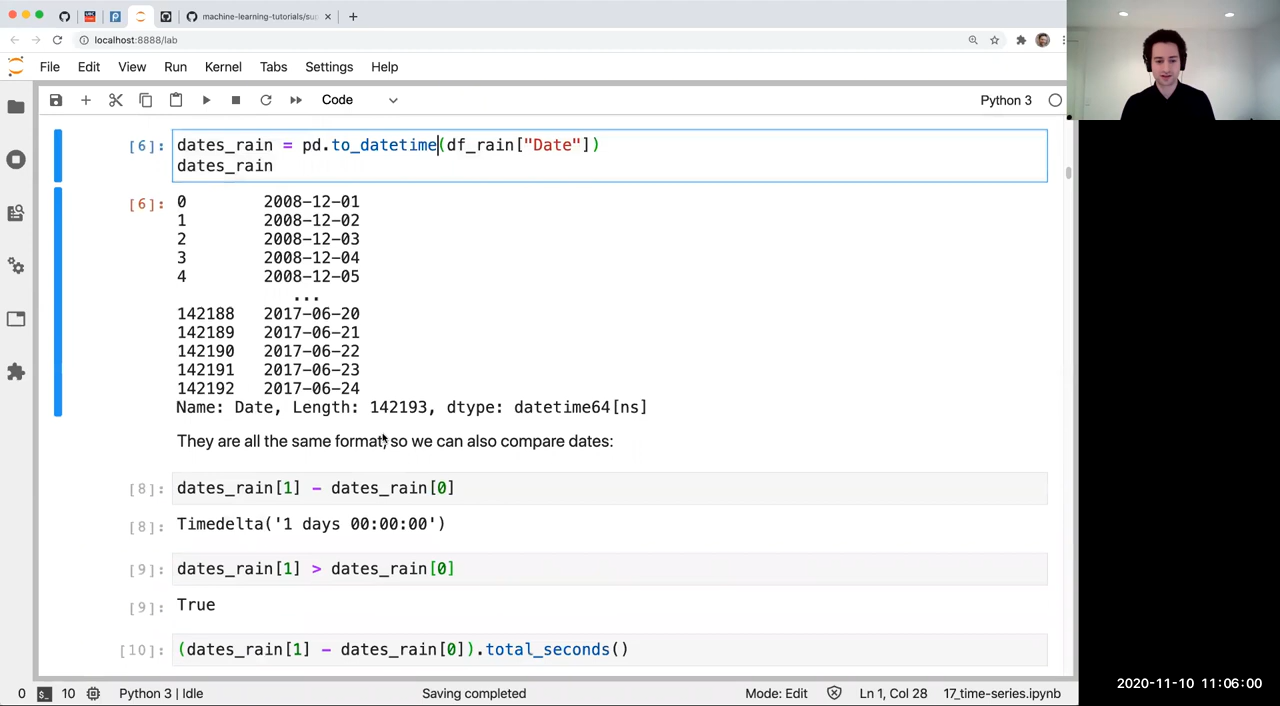 machine-learning-tutorials/sup
localhost:8888/lab
File Edit View Run Kernel Tabs Settings Help
Code
Python 3
[6]: dates_rain = pd.to_datetime(df_rain["Date"])
dates_rain
[6]: 0 2008-12-01
1 2008-12-02
2 2008-12-03
3 2008-12-04
4 2008-12-05
...
142188 2017-06-20
142189 2017-06-21
142190 2017-06-22
142191 2017-06-23
142192 2017-06-24
Name: Date, Length: 142193, dtype: datetime64[ns]
They are all the same format, so we can also compare dates:
[8]: dates_rain[1] - dates_rain[0]
[8]: Timedelta('1 days 00:00:00')
[9]: dates_rain[1] > dates_rain[0]
[9]: True
[10]: (dates_rain[1] - dates_rain[0]).total_seconds()
0 10 Python 3 | Idle Saving completed Mode: Edit Ln 1, Col 28 17_time-series.ipynb
2020-11-10 11:06:00